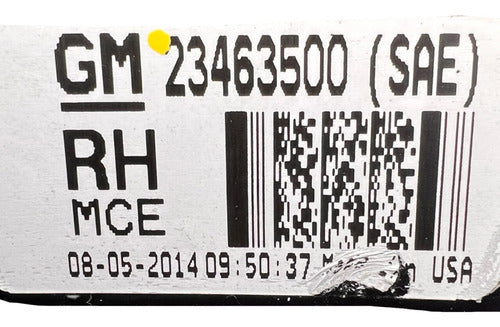 GM 23463500 (SAE)
RH
MCE
08-05-2014 09:50:37 USA